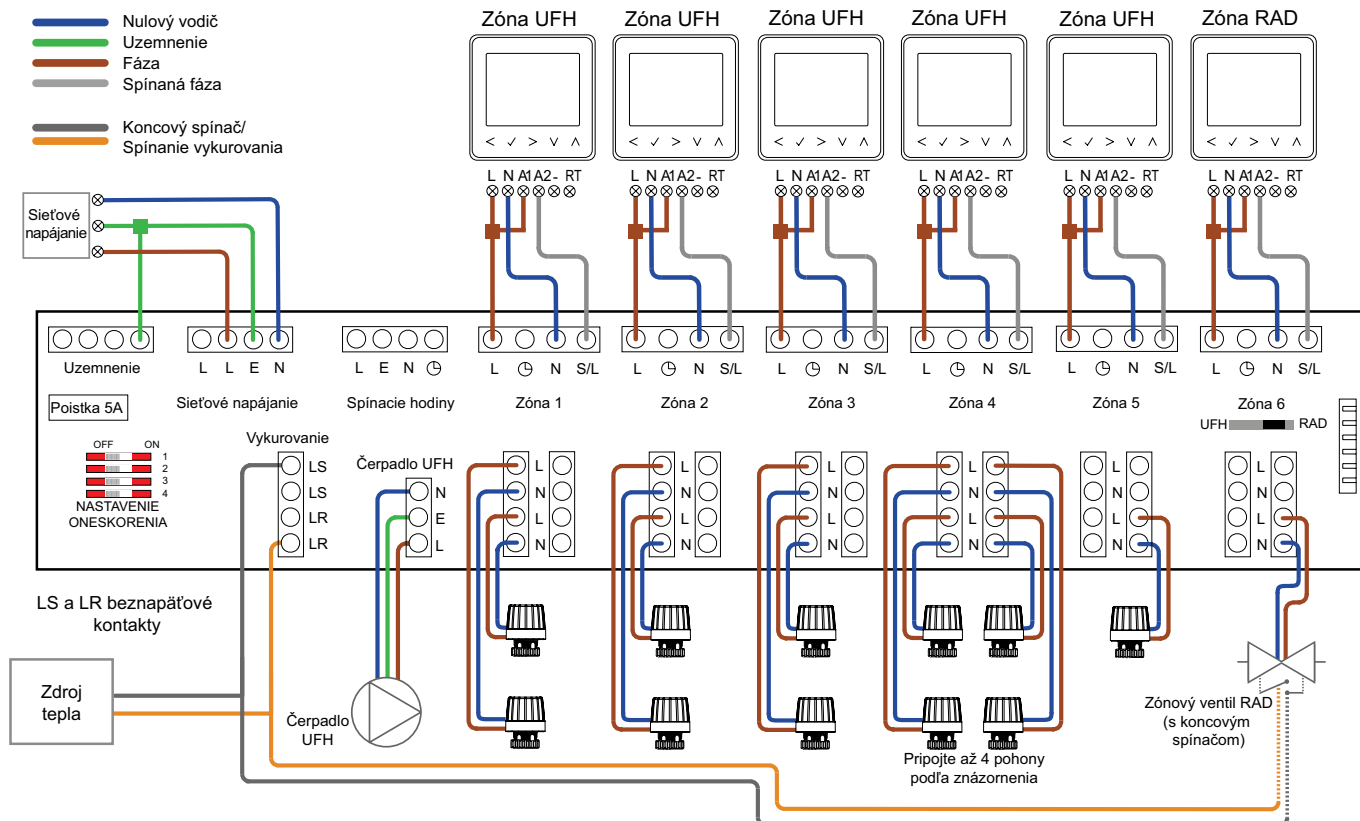 Nulový vodič
Uzemnenie
Fáza
Spínaná fáza
Koncový spínač/
Spínanie vykurovania
Zóna UFH
Zóna UFH
Zóna UFH
Zóna UFH
Zóna UFH
Zóna RAD
L N A1 A2 - RT
L N A1 A2 - RT
L N A1 A2 - RT
L N A1 A2 - RT
L N A1 A2 - RT
L N A1 A2 - RT
Sieťové
napájanie
Uzemnenie
L L E N
Sieťové napájanie
L E N
Spínacie hodiny
L N S/L
Zóna 1
L N S/L
Zóna 2
L N S/L
Zóna 3
L N S/L
Zóna 4
L N S/L
Zóna 5
L N S/L
Zóna 6
UFH RAD
Poistka 5A
OFF ON
1
2
3
4
NASTAVENIE
ONESKORENIA
Vykurovanie
LS
LS
LR
LR
Čerpadlo UFH
N
E
L
L
N
L
N
L
N
L
N
L
N
L
N
L
N
L
N
L
N
L
N
L
N
L
N
LS a LR beznapäťové
kontakty
Zdroj
tepla
Čerpadlo
UFH
Pripojte až 4 pohony
podľa znázornenia
Zónový ventil RAD
(s koncovým
spínačom)